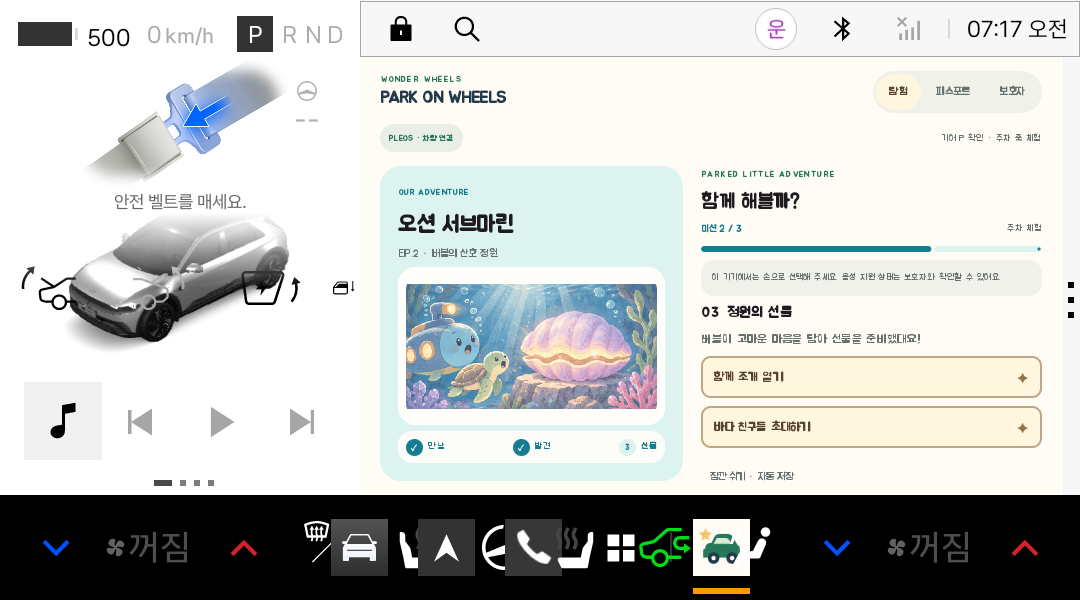 500
0 km/h
P R N D
운
07:17 오전
안전 벨트를 매세요.
WONDER WHEELS
PARK ON WHEELS
탐험
패스포트
보호자
PLEOS · 차량 연결
기어 P 확인 · 주차 중 체험
OUR ADVENTURE
오션 서브마린
EP.2 · 버블의 산호 정원
만남
발견
3 선물
PARKED LITTLE ADVENTURE
함께 해볼까?
미션 2 / 3
주차 체험
이 기기에서는 손으로 선택해 주세요. 음성 지원 상태는 보호자와 확인할 수 있어요.
03 정원의 선물
버블이 고마운 마음을 담아 선물을 준비했대요!
함께 조개 열기
바다 친구들 초대하기
잠깐 쉬기 · 자동 저장
꺼짐
꺼짐